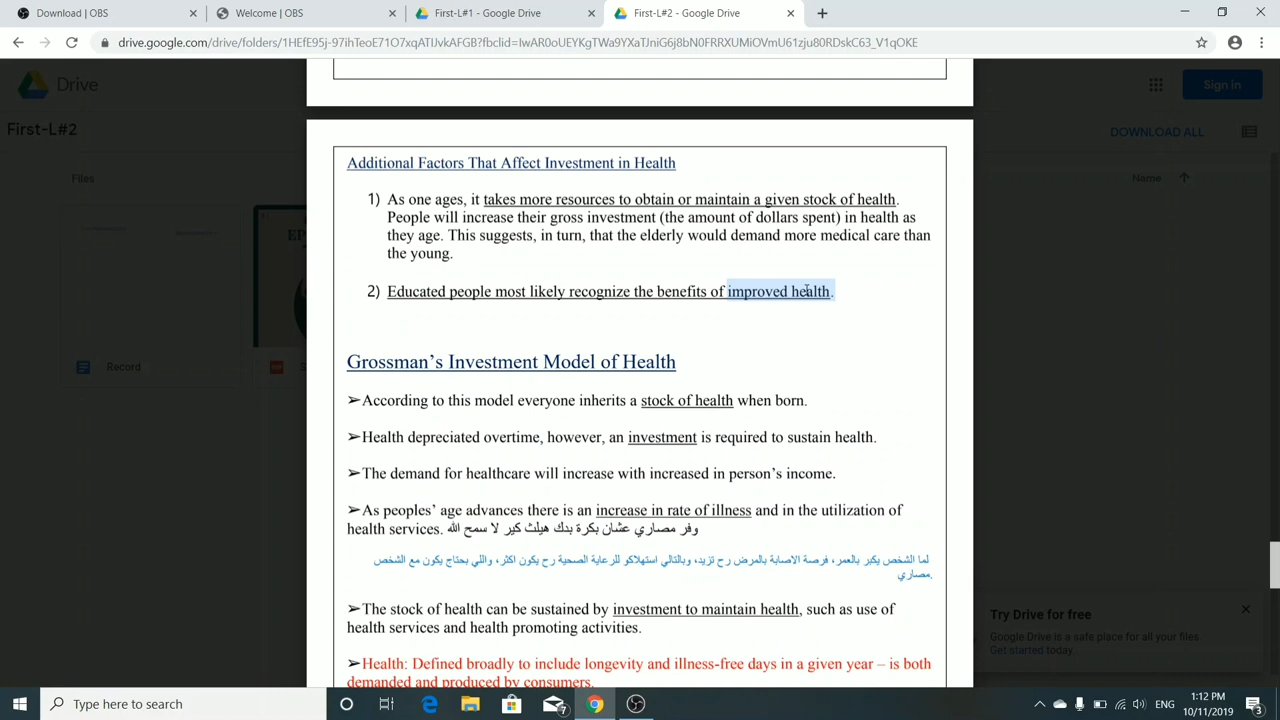 Download | OBS
Welcome | OBS
First-L#1 - Google Drive
First-L#2 - Google Drive
drive.google.com/drive/folders/1HEfE95j-97ihTeoE71O7xqATIJvkAFGB?fbclid=IwAR0oUEYKgTWa9YXaTJniG6j8bN0FRRXUMiOVmU61zju80RDskC63_V1qOKE
Drive
Sign in
First-L#2
DOWNLOAD ALL
Files
Name
Record
Additional Factors That Affect Investment in Health
1) As one ages, it takes more resources to obtain or maintain a given stock of health.
People will increase their gross investment (the amount of dollars spent) in health as
they age. This suggests, in turn, that the elderly would demand more medical care than
the young.
2) Educated people most likely recognize the benefits of improved health.
Grossman’s Investment Model of Health
➢According to this model everyone inherits a stock of health when born.
➢Health depreciated overtime, however, an investment is required to sustain health.
➢The demand for healthcare will increase with increased in person’s income.
➢As peoples’ age advances there is an increase in rate of illness and in the utilization of
health services. وفر مصاري عشان بكرة بدك هيلث كير لا سمح الله
لما الشخص يكبر بالعمر، فرصة الاصابة بالمرض رح تزيد، وبالتالي استهلاكو للرعاية الصحية رح يكون اكثر، واللي بحتاج يكون مع الشخص
مصاري.
➢The stock of health can be sustained by investment to maintain health, such as use of
health services and health promoting activities.
➢Health: Defined broadly to include longevity and illness-free days in a given year – is both
demanded and produced by consumers.
Try Drive for free
Google Drive is a safe place for all your files
Get started today.
Type here to search
7
ENG
1:12 PM
10/11/2019
3